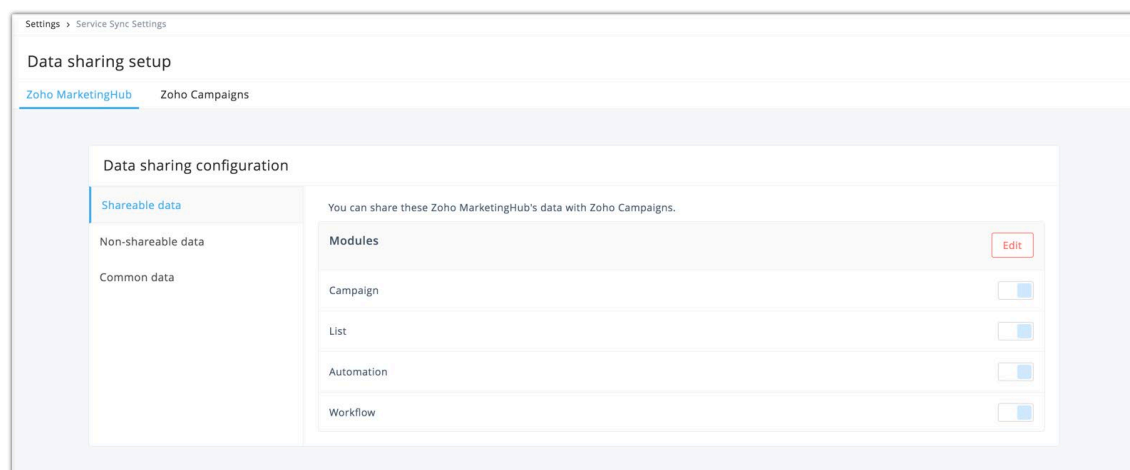 Settings › Service Sync Settings
Data sharing setup
Zoho MarketingHub Zoho Campaigns
Data sharing configuration
Shareable data
Non-shareable data
Common data
You can share these Zoho MarketingHub's data with Zoho Campaigns.
Modules Edit
Campaign
List
Automation
Workflow